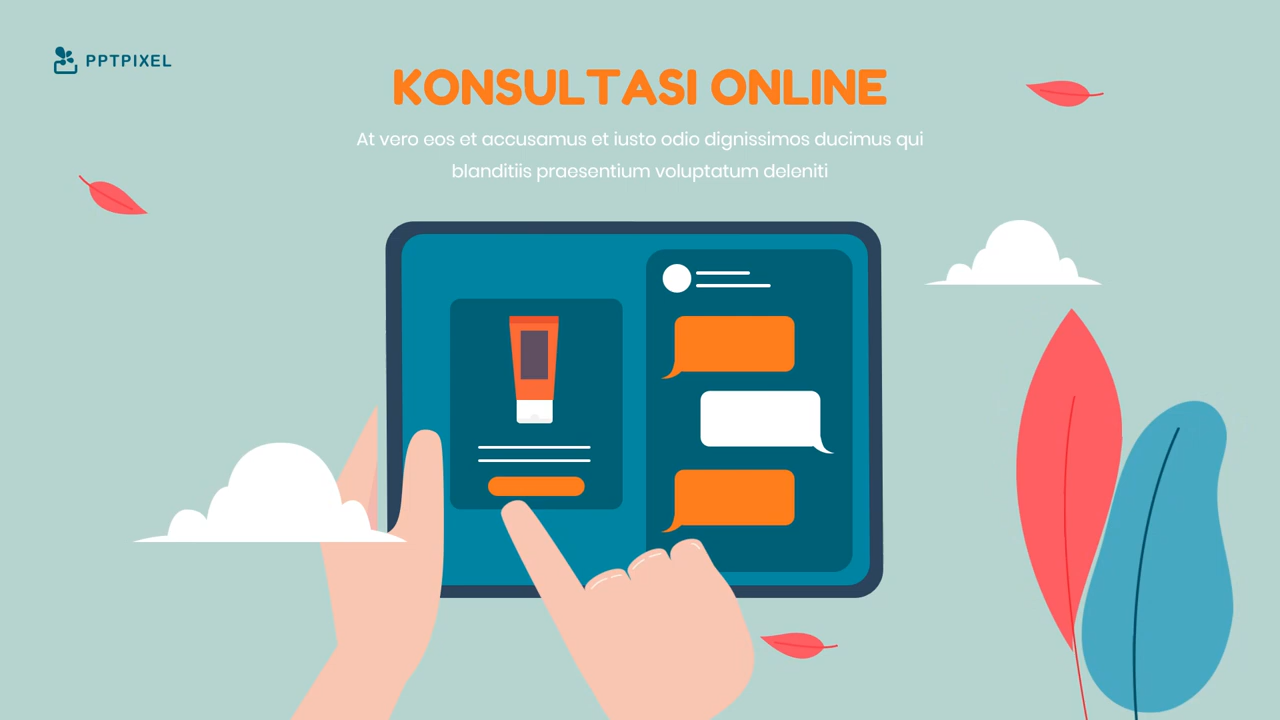 PPTPIXEL
KONSULTASI ONLINE
At vero eos et accusamus et iusto odio dignissimos ducimus qui
blanditiis praesentium voluptatum deleniti